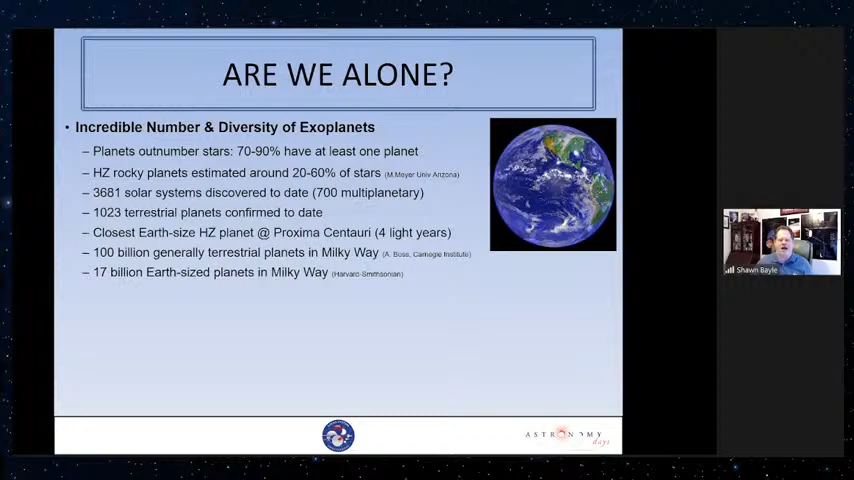 ARE WE ALONE?
• Incredible Number & Diversity of Exoplanets
– Planets outnumber stars: 70-90% have at least one planet
– HZ rocky planets estimated around 20-60% of stars (M.Meyer Univ Arizona)
– 3681 solar systems discovered to date (700 multiplanetary)
– 1023 terrestrial planets confirmed to date
– Closest Earth-size HZ planet @ Proxima Centauri (4 light years)
– 100 billion generally terrestrial planets in Milky Way (A. Boss, Carnegie Institute)
– 17 billion Earth-sized planets in Milky Way (Harvard-Smithsonian)
Shawn Bayle
ASTRONOMY
days